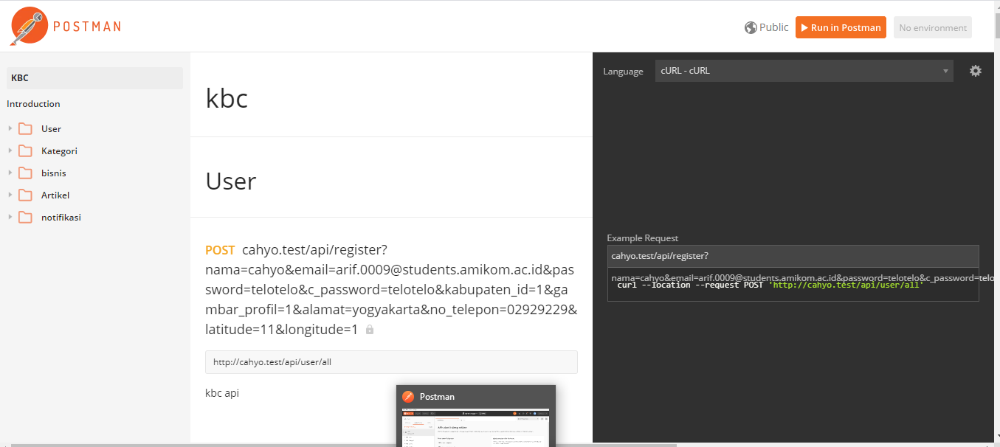 POSTMAN
Public
Run in Postman
No environment
KBC
Introduction
User
Kategori
bisnis
Artikel
notifikasi
kbc
User
POST cahyo.test/api/register?
nama=cahyo&email=arif.0009@students.amikom.ac.id&pas
sword=telotelo&c_password=telotelo&kabupaten_id=1&ga
mbar_profil=1&alamat=yogyakarta&no_telepon=02929229&
latitude=11&longitude=1
http://cahyo.test/api/user/all
kbc api
Postman
Language
cURL - cURL
Example Request
cahyo.test/api/register?
nama=cahyo&email=arif.0009@students.amikom.ac.id&password=telotelo&c_password=telo
curl --location --request POST 'http://cahyo.test/api/user/all'